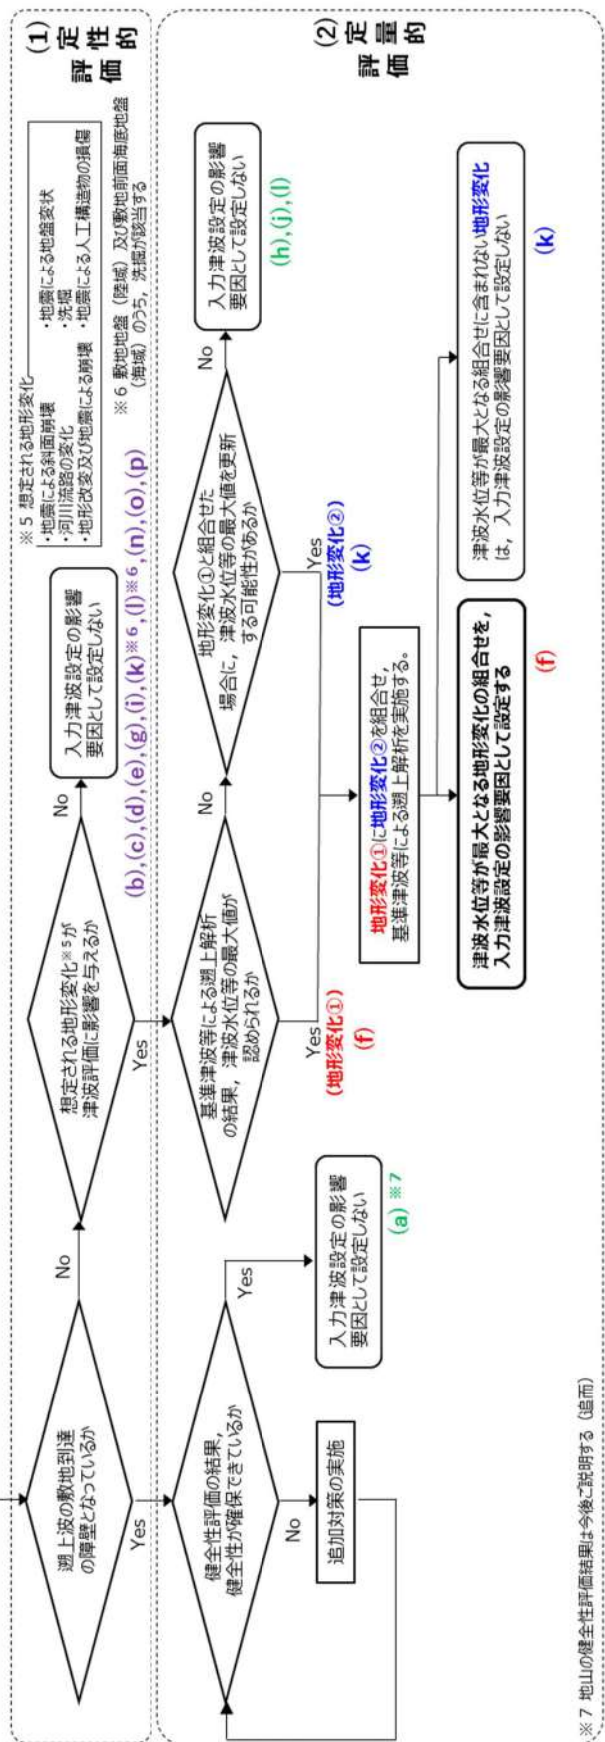 (1)
定性的
評価
※5 想定される地形変化
・地震による斜面崩壊
・河川流路の変化
・地形改変及び地震による崩壊
・地震による地盤変状
・洗掘
・地震による人工構造物の損傷
※6 敷地地盤（陸域）及び敷地前面海底地盤
（海域）のうち，洗掘が該当する
遡上波の敷地到達
の障壁となっているか
No
Yes
想定される地形変化※5が
津波評価に影響を与えるか
No
Yes
入力津波設定の影響
要因として設定しない
(b),(c),(d),(e),(g),(i),(k)※6,(l)※6,(n),(o),(p)
(2)
定量的
評価
健全性評価の結果，
健全性が確保できているか
Yes
No
追加対策の実施
入力津波設定の影響
要因として設定しない
(a) ※7
基準津波等による遡上解析
の結果，津波水位等の最大値が
認められるか
No
Yes
(地形変化①)
(f)
地形変化①と組合せた
場合に，津波水位等の最大値を更新
する可能性があるか
No
Yes
(地形変化②)
(k)
入力津波設定の影響
要因として設定しない
(h),(j),(l)
地形変化①に地形変化②を組合せ，
基準津波等による遡上解析を実施する。
津波水位等が最大となる地形変化の組合せを，
入力津波設定の影響要因として設定する
(f)
津波水位等が最大となる組合せに含まれない地形変化
は，入力津波設定の影響要因として設定しない
(k)
※7 地山の健全性評価結果は今後ご説明する（追而）